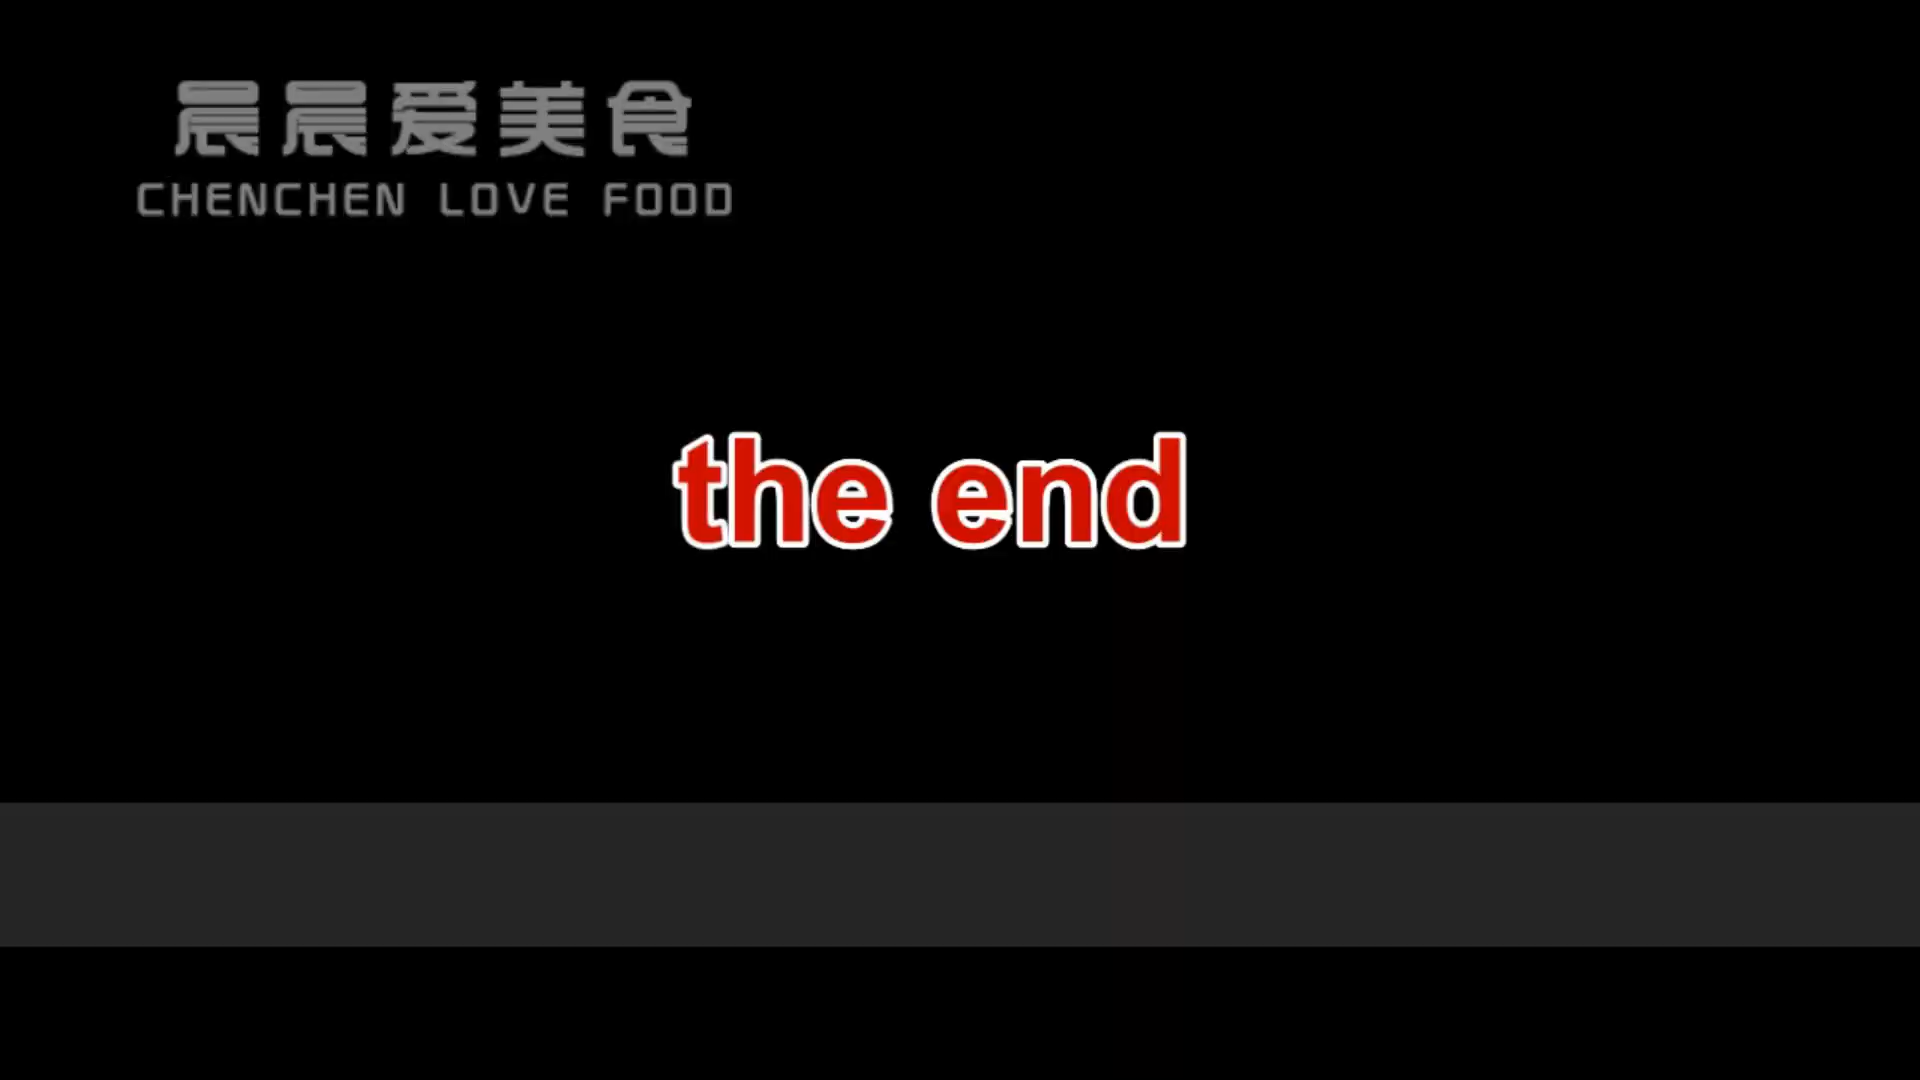 晨晨爱美食
CHENCHEN LOVE FOOD
the end